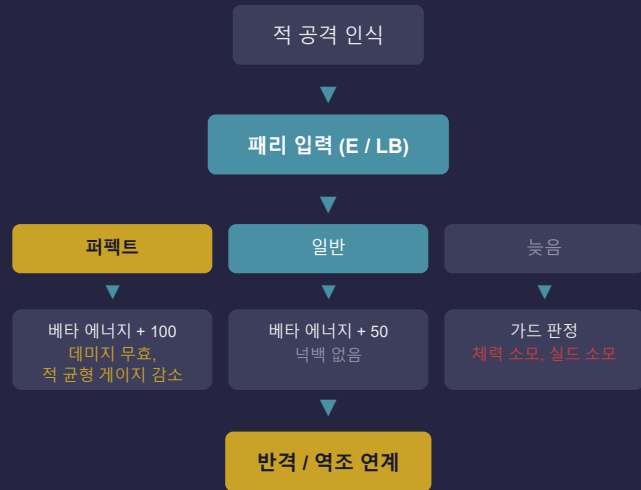 적 공격 인식
패리 입력 (E / LB)
퍼펙트
일반
늦음
베타 에너지 + 100
데미지 무효,
적 균형 게이지 감소
베타 에너지 + 50
넉백 없음
가드 판정
체력 소모, 실드 소모
반격 / 역조 연계